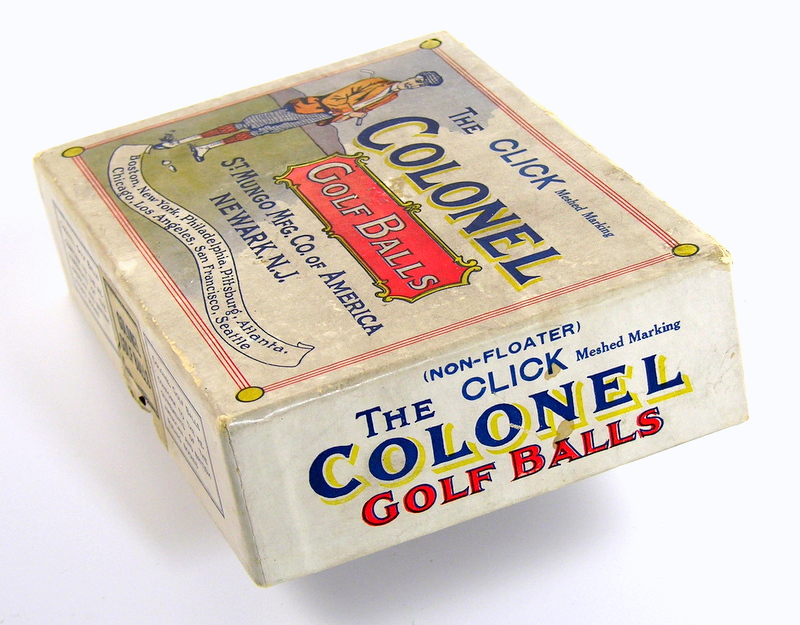 THE CLICK Meshed Marking
COLONEL
GOLF BALLS
ST. MUNGO MFG. CO. OF AMERICA
NEWARK, N.J.
Boston, New York, Philadelphia, Pittsburg, Atlanta,
Chicago, Los Angeles, San Francisco, Seattle
(NON-FLOATER)
THE CLICK Meshed Marking
COLONEL
GOLF BALLS